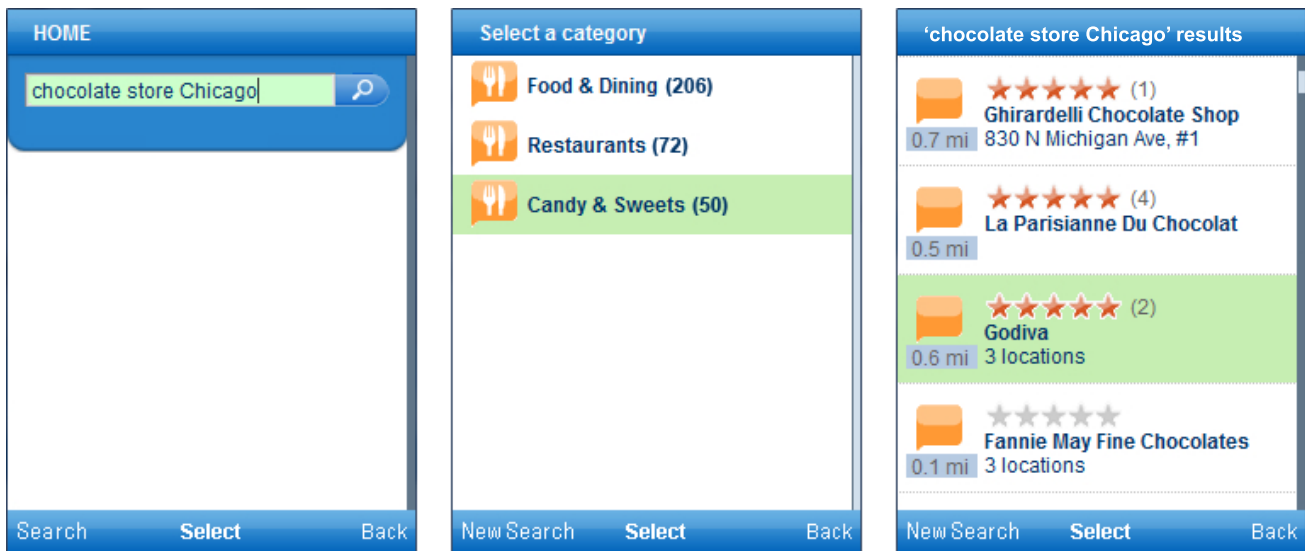 HOME
chocolate store Chicago
Search Select Back
Select a category
Food & Dining (206)
Restaurants (72)
Candy & Sweets (50)
New Search Select Back
‘chocolate store Chicago’ results
(1)
Ghirardelli Chocolate Shop
0.7 mi 830 N Michigan Ave, #1
(4)
La Parisianne Du Chocolat
0.5 mi
(2)
Godiva
0.6 mi 3 locations
Fannie May Fine Chocolates
0.1 mi 3 locations
New Search Select Back